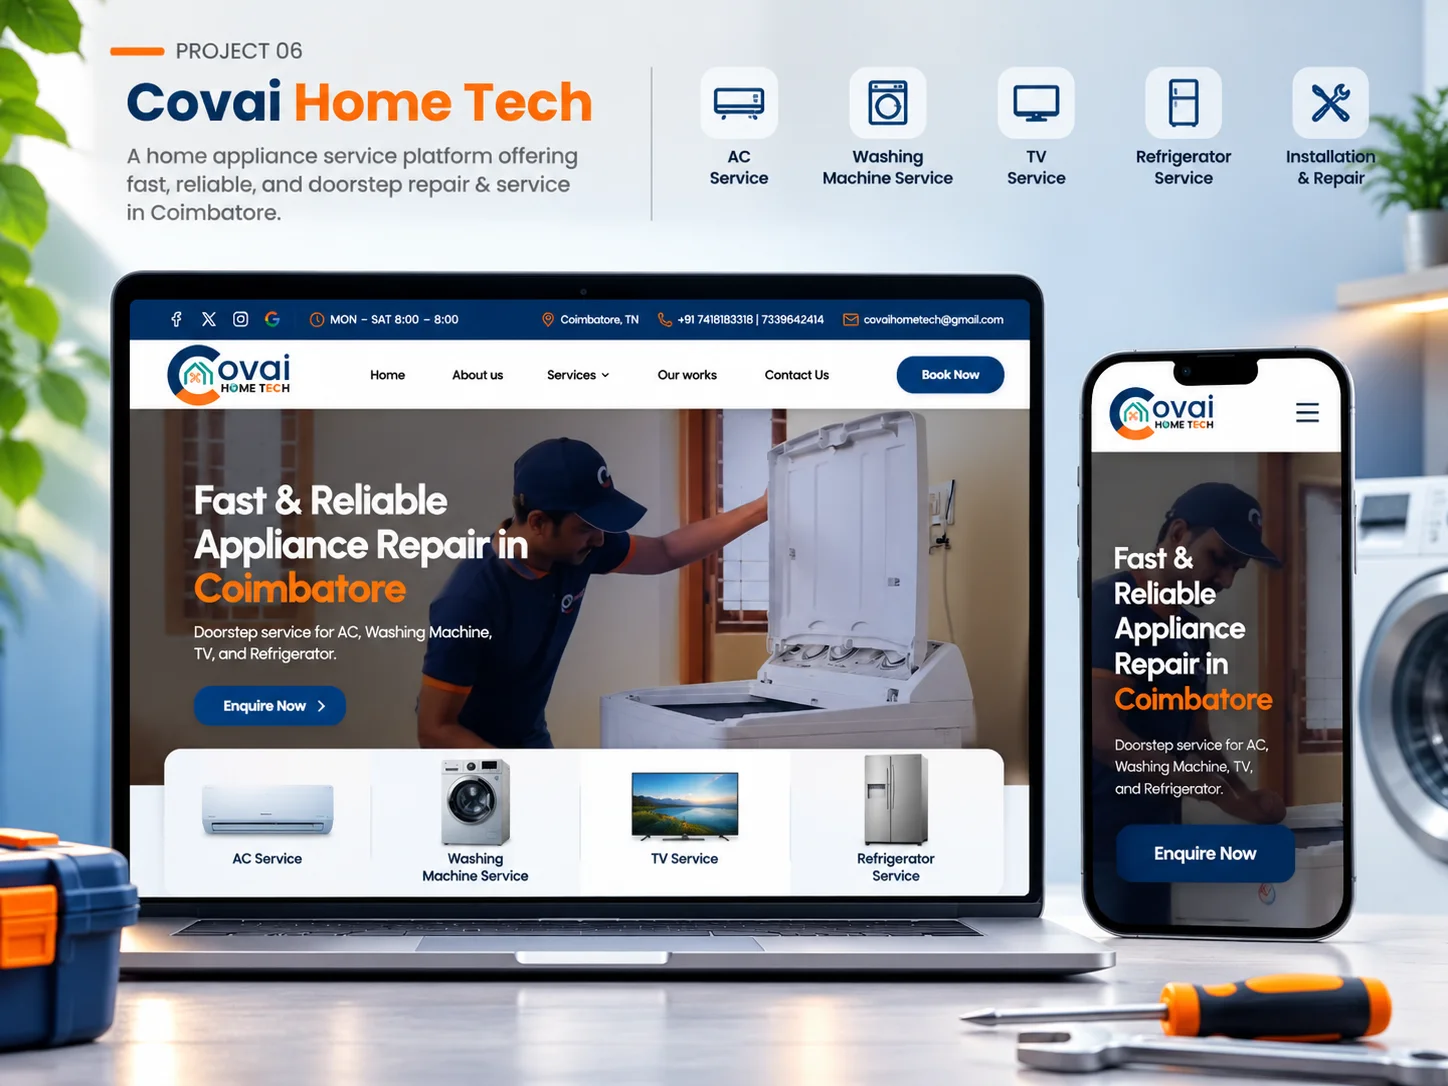 PROJECT 06
Covai Home Tech
A home appliance service platform offering
fast, reliable, and doorstep repair & service
in Coimbatore.
AC
Service
Washing
Machine Service
TV
Service
Refrigerator
Service
Installation
& Repair
MON – SAT 8:00 – 8:00
Coimbatore, TN
+91 7418183318 | 7339642414
covaihometech@gmail.com
Covai
HOME TECH
Home
About us
Services
Our works
Contact Us
Book Now
Fast & Reliable
Appliance Repair in
Coimbatore
Doorstep service for AC, Washing Machine,
TV, and Refrigerator.
Enquire Now
AC Service
Washing
Machine Service
TV Service
Refrigerator
Service
Covai
HOME TECH
Fast &
Reliable
Appliance
Repair in
Coimbatore
Doorstep service for AC,
Washing Machine, TV,
and Refrigerator.
Enquire Now